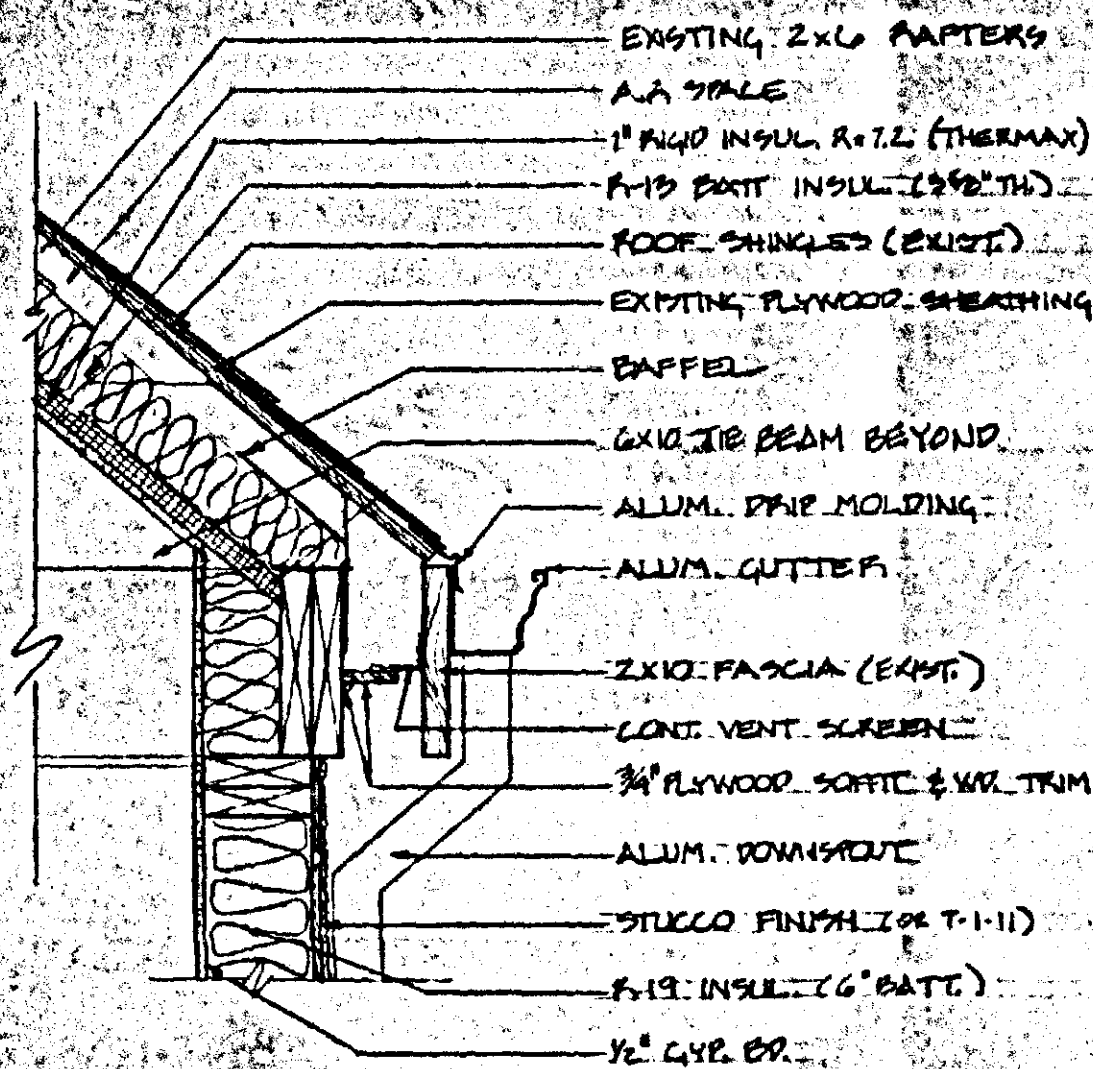 EXISTING 2x6 RAFTERS
AIR SPACE
1" RIGID INSUL. R=7.2 (THERMAX)
R-13 BATT INSUL. (3 5/8" TH.)
ROOF SHINGLES (EXIST.)
EXISTING PLYWOOD SHEATHING
BAFFEL
6X10 TIE BEAM BEYOND
ALUM. DRIP MOLDING
ALUM. GUTTER
2X10 FASCIA (EXIST.)
CONT. VENT SCREEN
3/4" PLYWOOD SOFFIT & WD. TRIM
ALUM. DOWNSPOUT
STUCCO FINISH (OR T-1-11)
R-19 INSUL. (6" BATT.)
1/2" GYP. BD.